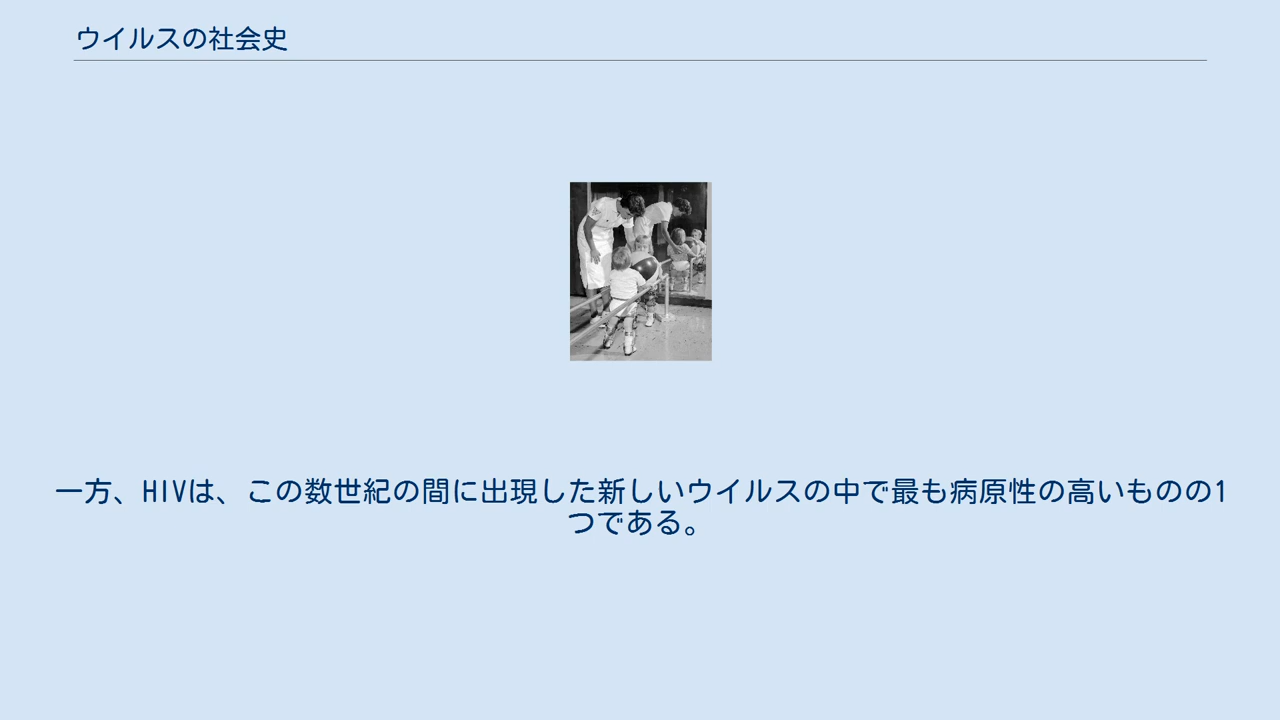 ウイルスの社会史
一方、HIVは、この数世紀の間に出現した新しいウイルスの中で最も病原性の高いものの1
つである。